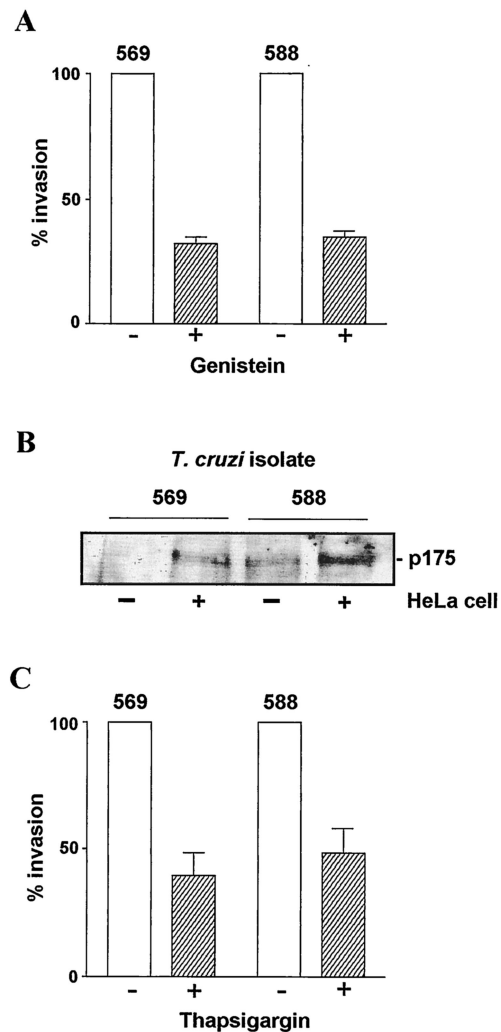 A
569 588
100
50
0
% invasion
- + - +
Genistein
B
T. cruzi isolate
569 588
- p175
– + – + HeLa cell
C
569 588
100
50
0
% invasion
- + - +
Thapsigargin